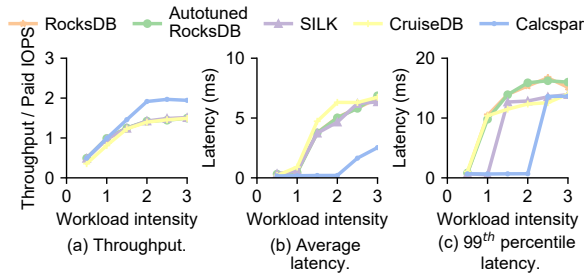 RocksDB
Autotuned
RocksDB
SILK
CruiseDB
Calcspar
Throughput / Paid IOPS
3
2
1
0
0 1 2 3
Workload intensity
(a) Throughput.
Latency (ms)
10
5
0
0 1 2 3
Workload intensity
(b) Average
latency.
Latency (ms)
20
10
0
0 1 2 3
Workload intensity
(c) 99th percentile
latency.